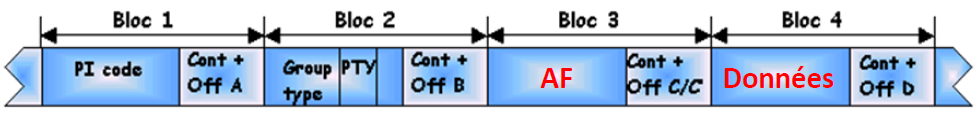 Bloc 1 Bloc 2 Bloc 3 Bloc 4
PI code
Cont +
Off A
Group
type
PTY
Cont +
Off B
AF
Cont +
Off C/C
Données
Cont +
Off D